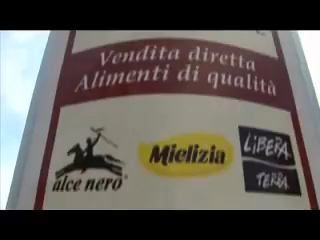 Vendita diretta
Alimenti di qualità
alce nero
Mielizia
LiBERA
TERRA